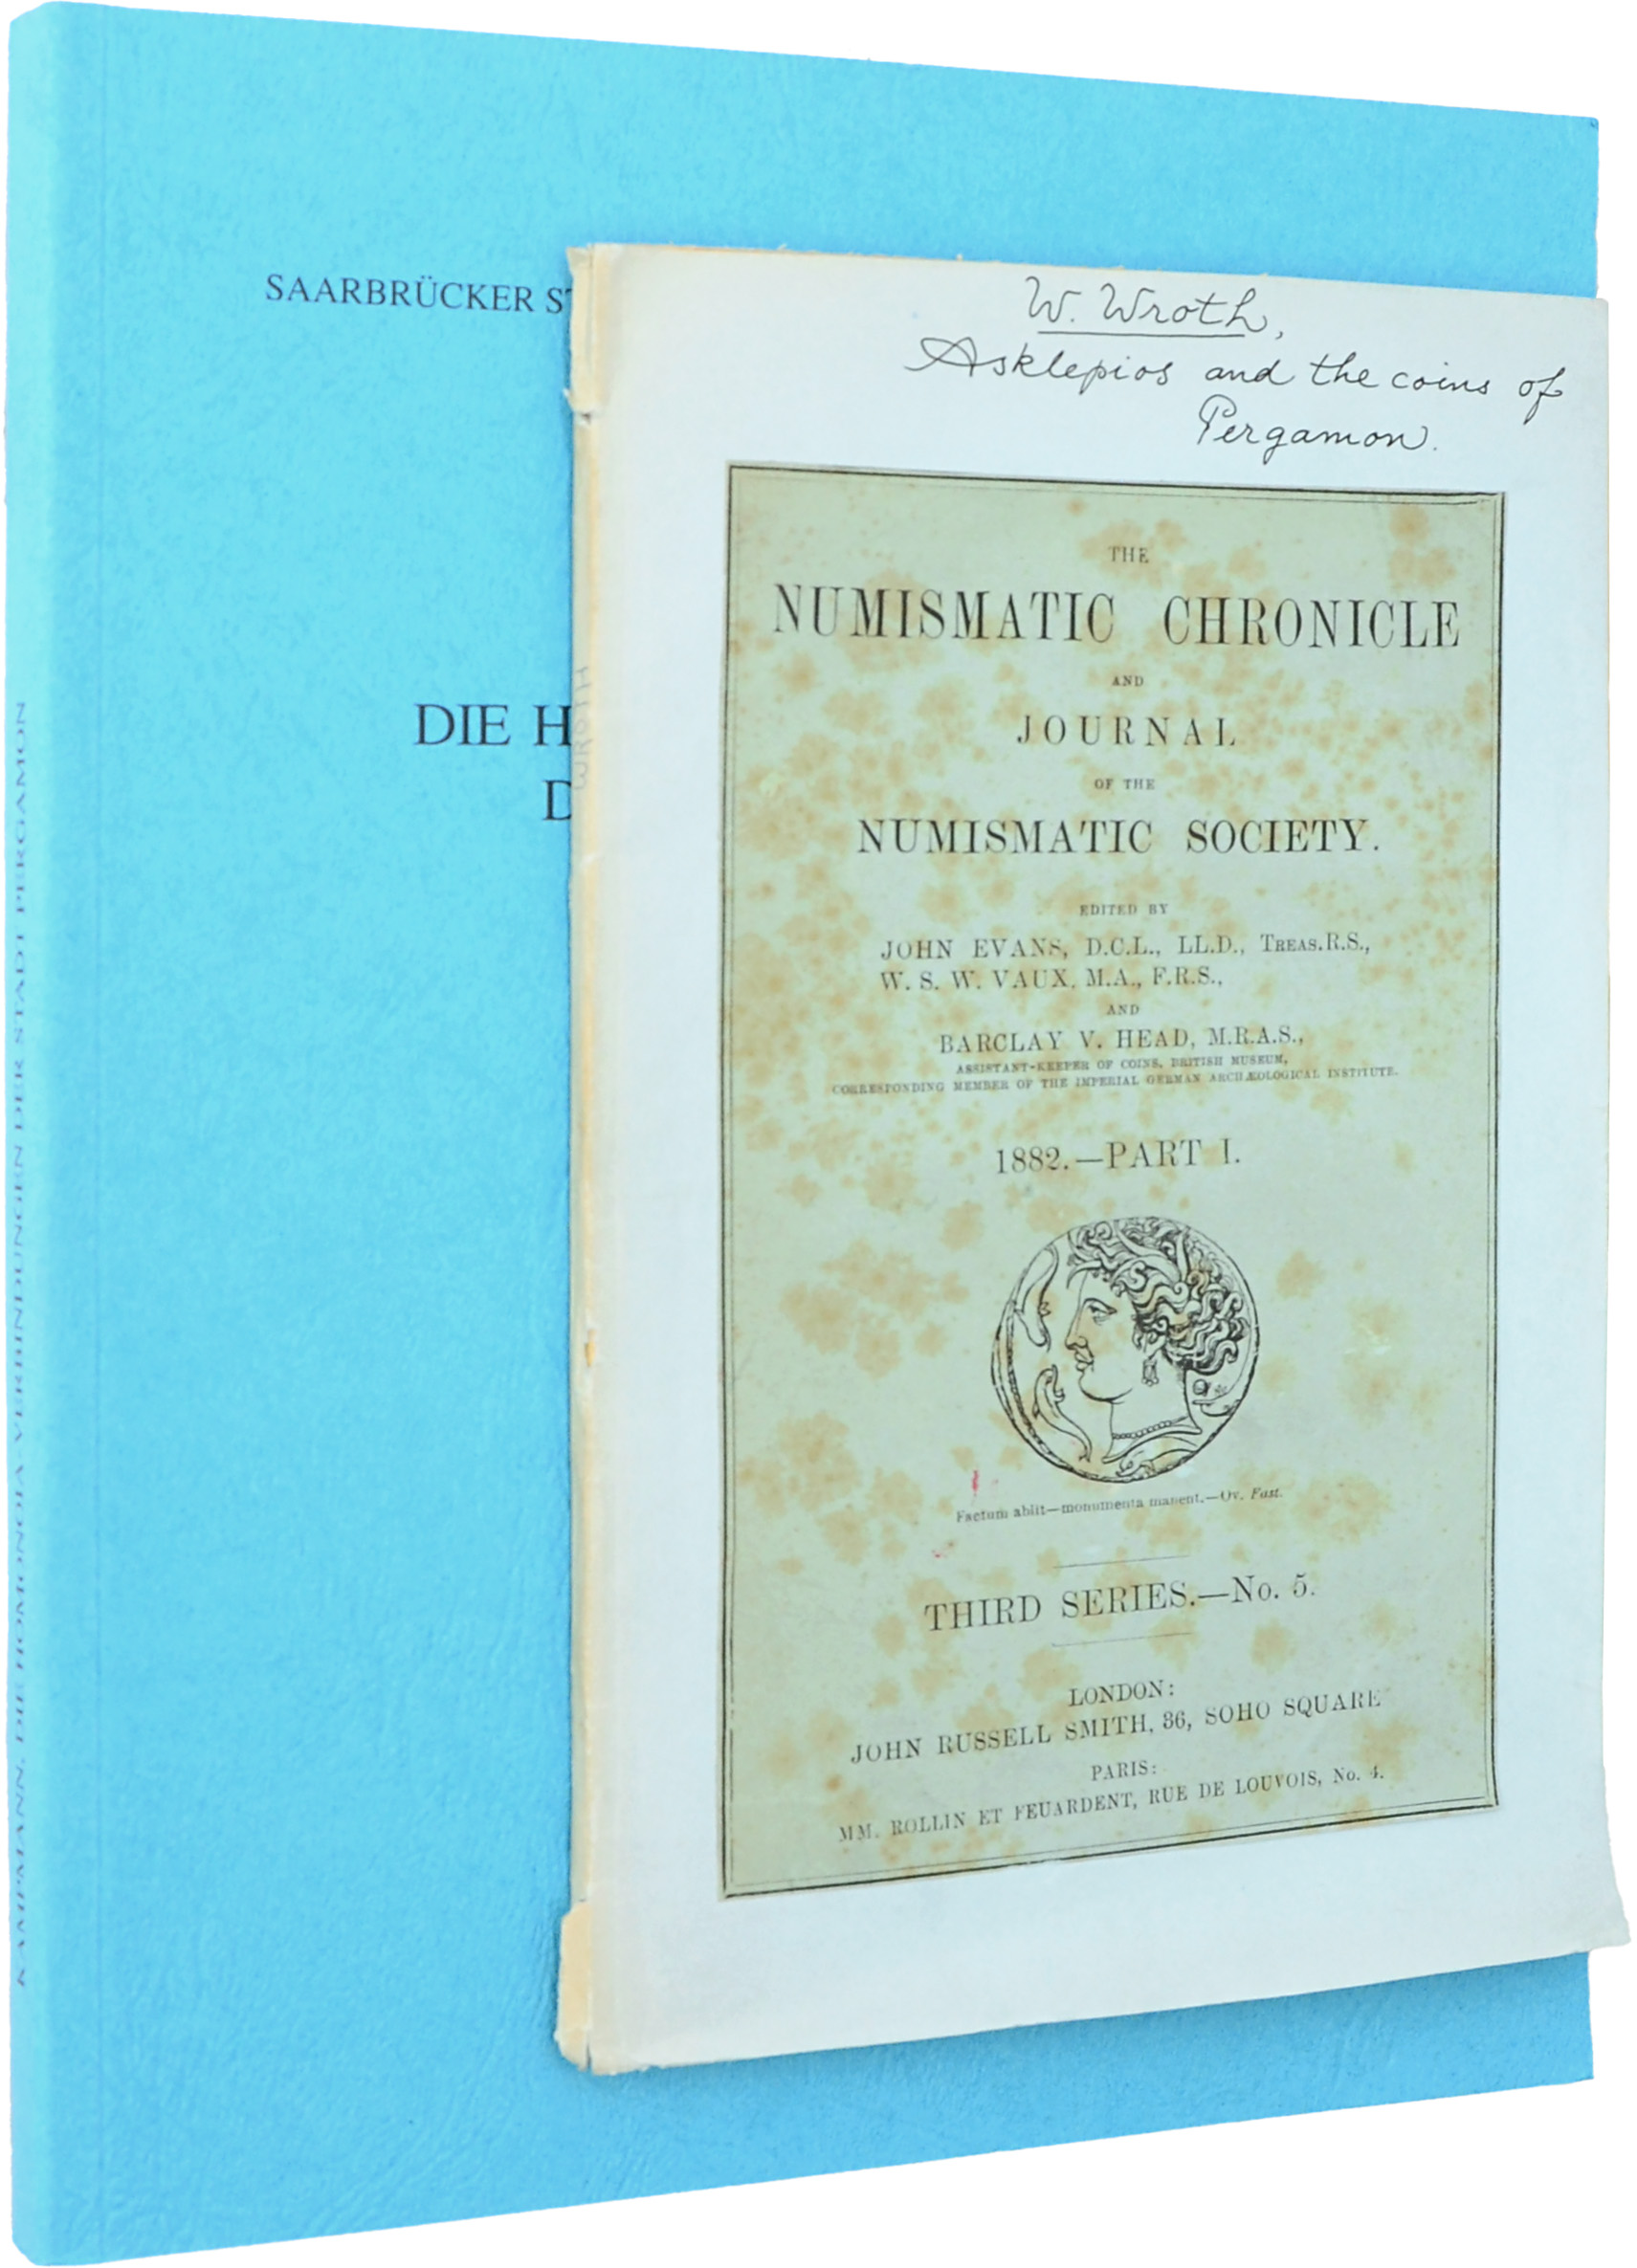 SAARBRÜCKER ST
DIE H
D
KAMPMANN, DIE HOMONOIA-VERBINDUNGEN DER STADT PERGAMON
WROTH
W. Wroth,
Asklepios and the coins of
Pergamon.
THE
NUMISMATIC CHRONICLE
AND
JOURNAL
OF THE
NUMISMATIC SOCIETY.
EDITED BY
JOHN EVANS, D.C.L., LL.D., TREAS.R.S.,
W. S. W. VAUX, M.A., F.R.S.,
AND
BARCLAY V. HEAD, M.R.A.S.,
ASSISTANT-KEEPER OF COINS, BRITISH MUSEUM,
CORRESPONDING MEMBER OF THE IMPERIAL GERMAN ARCHÆOLOGICAL INSTITUTE.
1882.—PART I.
Factum abiit—monumenta manent.—Ov. Fast.
THIRD SERIES.—No. 5.
LONDON:
JOHN RUSSELL SMITH, 36, SOHO SQUARE
PARIS:
MM. ROLLIN ET FEUARDENT, RUE DE LOUVOIS, No. 4.